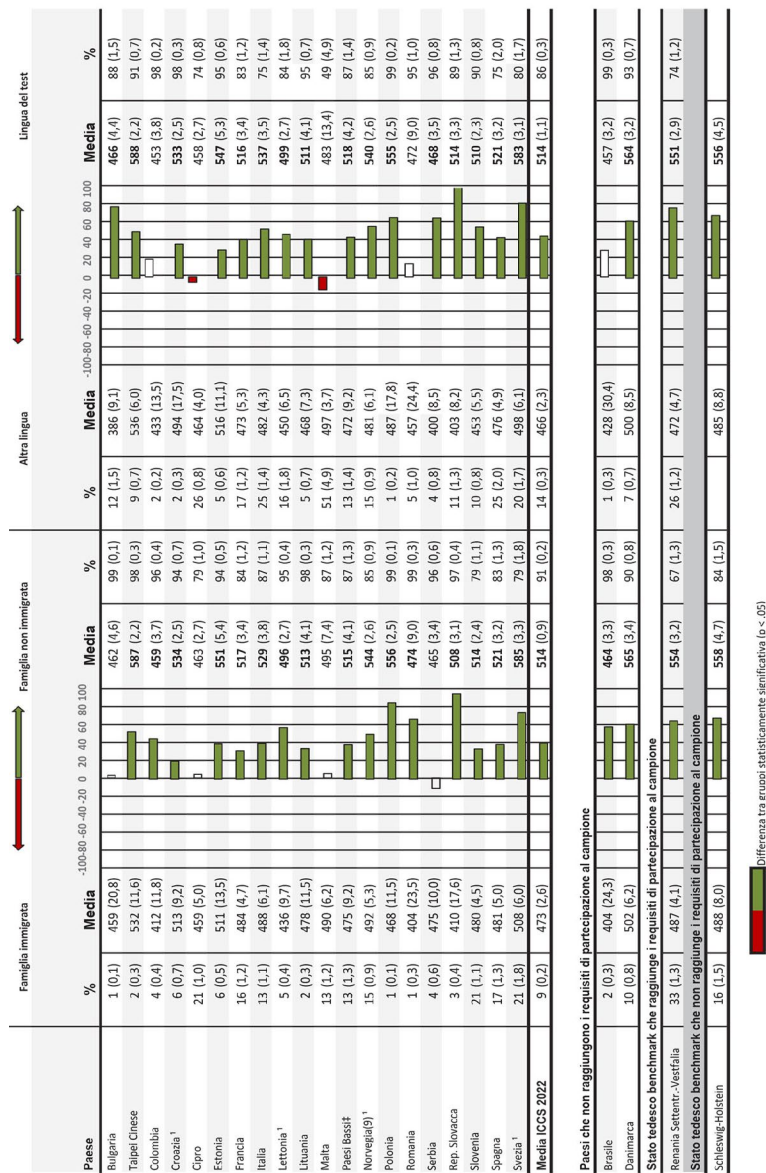 Famiglia immigrata Famiglia non immigrata Altra lingua Lingua del test
Paese % Media -100-80 -60 -40 -20 0 20 40 60 80 100 Media % % Media -100-80 -60 -40 -20 0 20 40 60 80 100 Media %
Bulgaria 1 (0,1) 459 (20,8) 462 (4,6) 99 (0,1) 12 (1,5) 386 (9,1) 466 (4,4) 88 (1,5)
Taipei Cinese 2 (0,3) 532 (11,6) 587 (2,2) 98 (0,3) 9 (0,7) 536 (6,0) 588 (2,2) 91 (0,7)
Colombia 4 (0,4) 412 (11,8) 459 (3,7) 96 (0,4) 2 (0,2) 433 (13,5) 453 (3,8) 98 (0,2)
Croazia ¹ 6 (0,7) 513 (9,2) 534 (2,5) 94 (0,7) 2 (0,3) 494 (17,5) 533 (2,5) 98 (0,3)
Cipro 21 (1,0) 459 (5,0) 463 (2,7) 79 (1,0) 26 (0,8) 464 (4,0) 458 (2,7) 74 (0,8)
Estonia 6 (0,5) 511 (13,5) 551 (5,4) 94 (0,5) 5 (0,6) 516 (11,1) 547 (5,3) 95 (0,6)
Francia 16 (1,2) 484 (4,7) 517 (3,4) 84 (1,2) 17 (1,2) 473 (5,3) 516 (3,4) 83 (1,2)
Italia 13 (1,1) 488 (6,1) 529 (3,8) 87 (1,1) 25 (1,4) 482 (4,3) 537 (3,5) 75 (1,4)
Lettonia ¹ 5 (0,4) 436 (9,7) 496 (2,7) 95 (0,4) 16 (1,8) 450 (6,5) 499 (2,7) 84 (1,8)
Lituania 2 (0,3) 478 (11,5) 513 (4,1) 98 (0,3) 5 (0,7) 468 (7,3) 511 (4,1) 95 (0,7)
Malta 13 (1,2) 490 (6,2) 495 (7,4) 87 (1,2) 51 (4,9) 497 (3,7) 483 (13,4) 49 (4,9)
Paesi Bassi‡ 13 (1,3) 475 (9,2) 515 (4,1) 87 (1,3) 13 (1,4) 472 (9,2) 518 (4,2) 87 (1,4)
Norvegia(9) ¹ 15 (0,9) 492 (5,3) 544 (2,6) 85 (0,9) 15 (0,9) 481 (6,1) 540 (2,6) 85 (0,9)
Polonia 1 (0,1) 468 (11,5) 556 (2,5) 99 (0,1) 1 (0,2) 487 (17,8) 555 (2,5) 99 (0,2)
Romania 1 (0,3) 404 (23,5) 474 (9,0) 99 (0,3) 5 (1,0) 457 (24,4) 472 (9,0) 95 (1,0)
Serbia 4 (0,6) 475 (10,0) 465 (3,4) 96 (0,6) 4 (0,8) 400 (8,5) 468 (3,5) 96 (0,8)
Rep. Slovacca 3 (0,4) 410 (17,6) 508 (3,1) 97 (0,4) 11 (1,3) 403 (8,2) 514 (3,3) 89 (1,3)
Slovenia 21 (1,1) 480 (4,5) 514 (2,4) 79 (1,1) 10 (0,8) 453 (5,5) 510 (2,3) 90 (0,8)
Spagna 17 (1,3) 481 (5,0) 521 (3,2) 83 (1,3) 25 (2,0) 476 (4,9) 521 (3,2) 75 (2,0)
Svezia ¹ 21 (1,8) 508 (6,0) 585 (3,3) 79 (1,8) 20 (1,7) 498 (6,1) 583 (3,1) 80 (1,7)
Media ICCS 2022 9 (0,2) 473 (2,6) 514 (0,9) 91 (0,2) 14 (0,3) 466 (2,3) 514 (1,1) 86 (0,3)
Paesi che non raggiungono i requisiti di partecipazione al campione
Brasile 2 (0,3) 404 (24,3) 464 (3,3) 98 (0,3) 1 (0,3) 428 (30,4) 457 (3,2) 99 (0,3)
Danimarca 10 (0,8) 502 (6,2) 565 (3,4) 90 (0,8) 7 (0,7) 500 (8,5) 564 (3,2) 93 (0,7)
Stato tedesco benchmark che raggiunge i requisiti di partecipazione al campione
Renania Settentr.-Vestfalia 33 (1,3) 487 (4,1) 554 (3,2) 67 (1,3) 26 (1,2) 472 (4,7) 551 (2,9) 74 (1,2)
Stato tedesco benchmark che non raggiunge i requisiti di partecipazione al campione
Schleswig-Holstein 16 (1,5) 488 (8,0) 558 (4,7) 84 (1,5) 485 (8,8) 556 (4,5)
Differenza tra gruppi statisticamente significativa (o < .05)